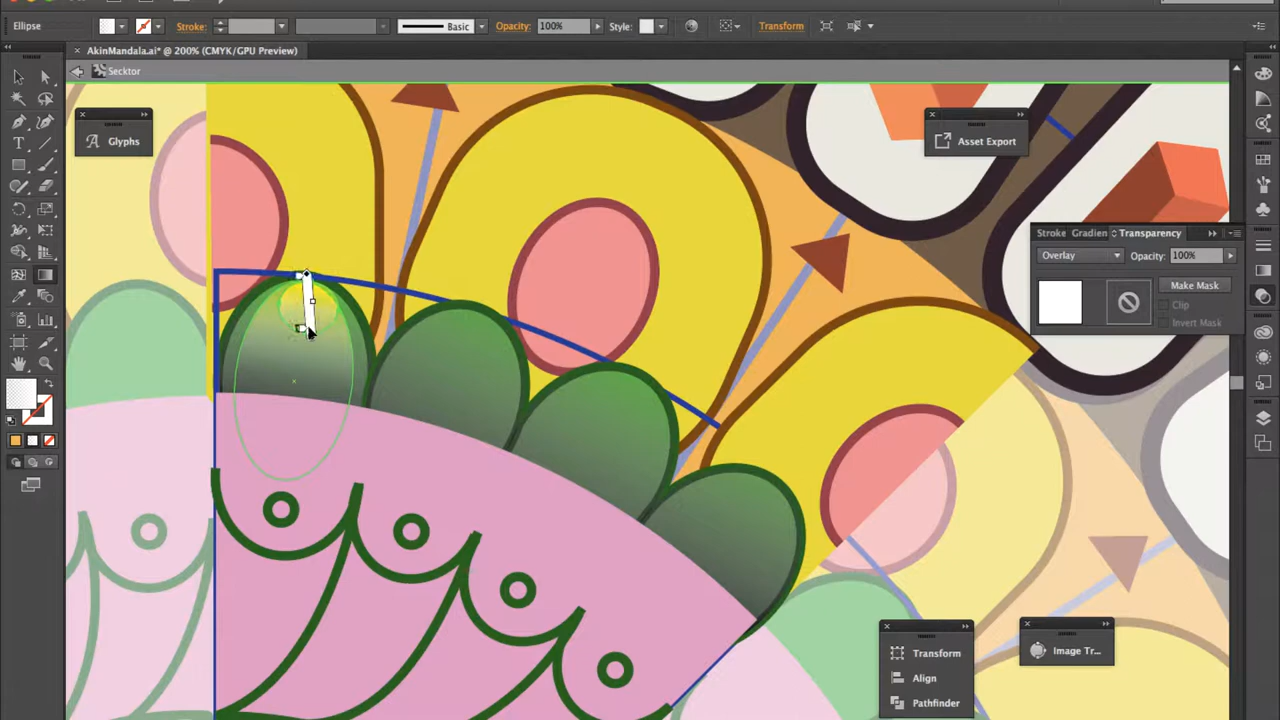 Ellipse
Stroke:
Basic
Opacity: 100%
Style:
Transform
× AkinMandala.ai* @ 200% (CMYK/GPU Preview)
Secktor
Glyphs
Asset Export
Stroke Gradien Transparency
Overlay Opacity: 100%
Make Mask
Clip
Invert Mask
Transform
Align
Pathfinder
Image Tr...